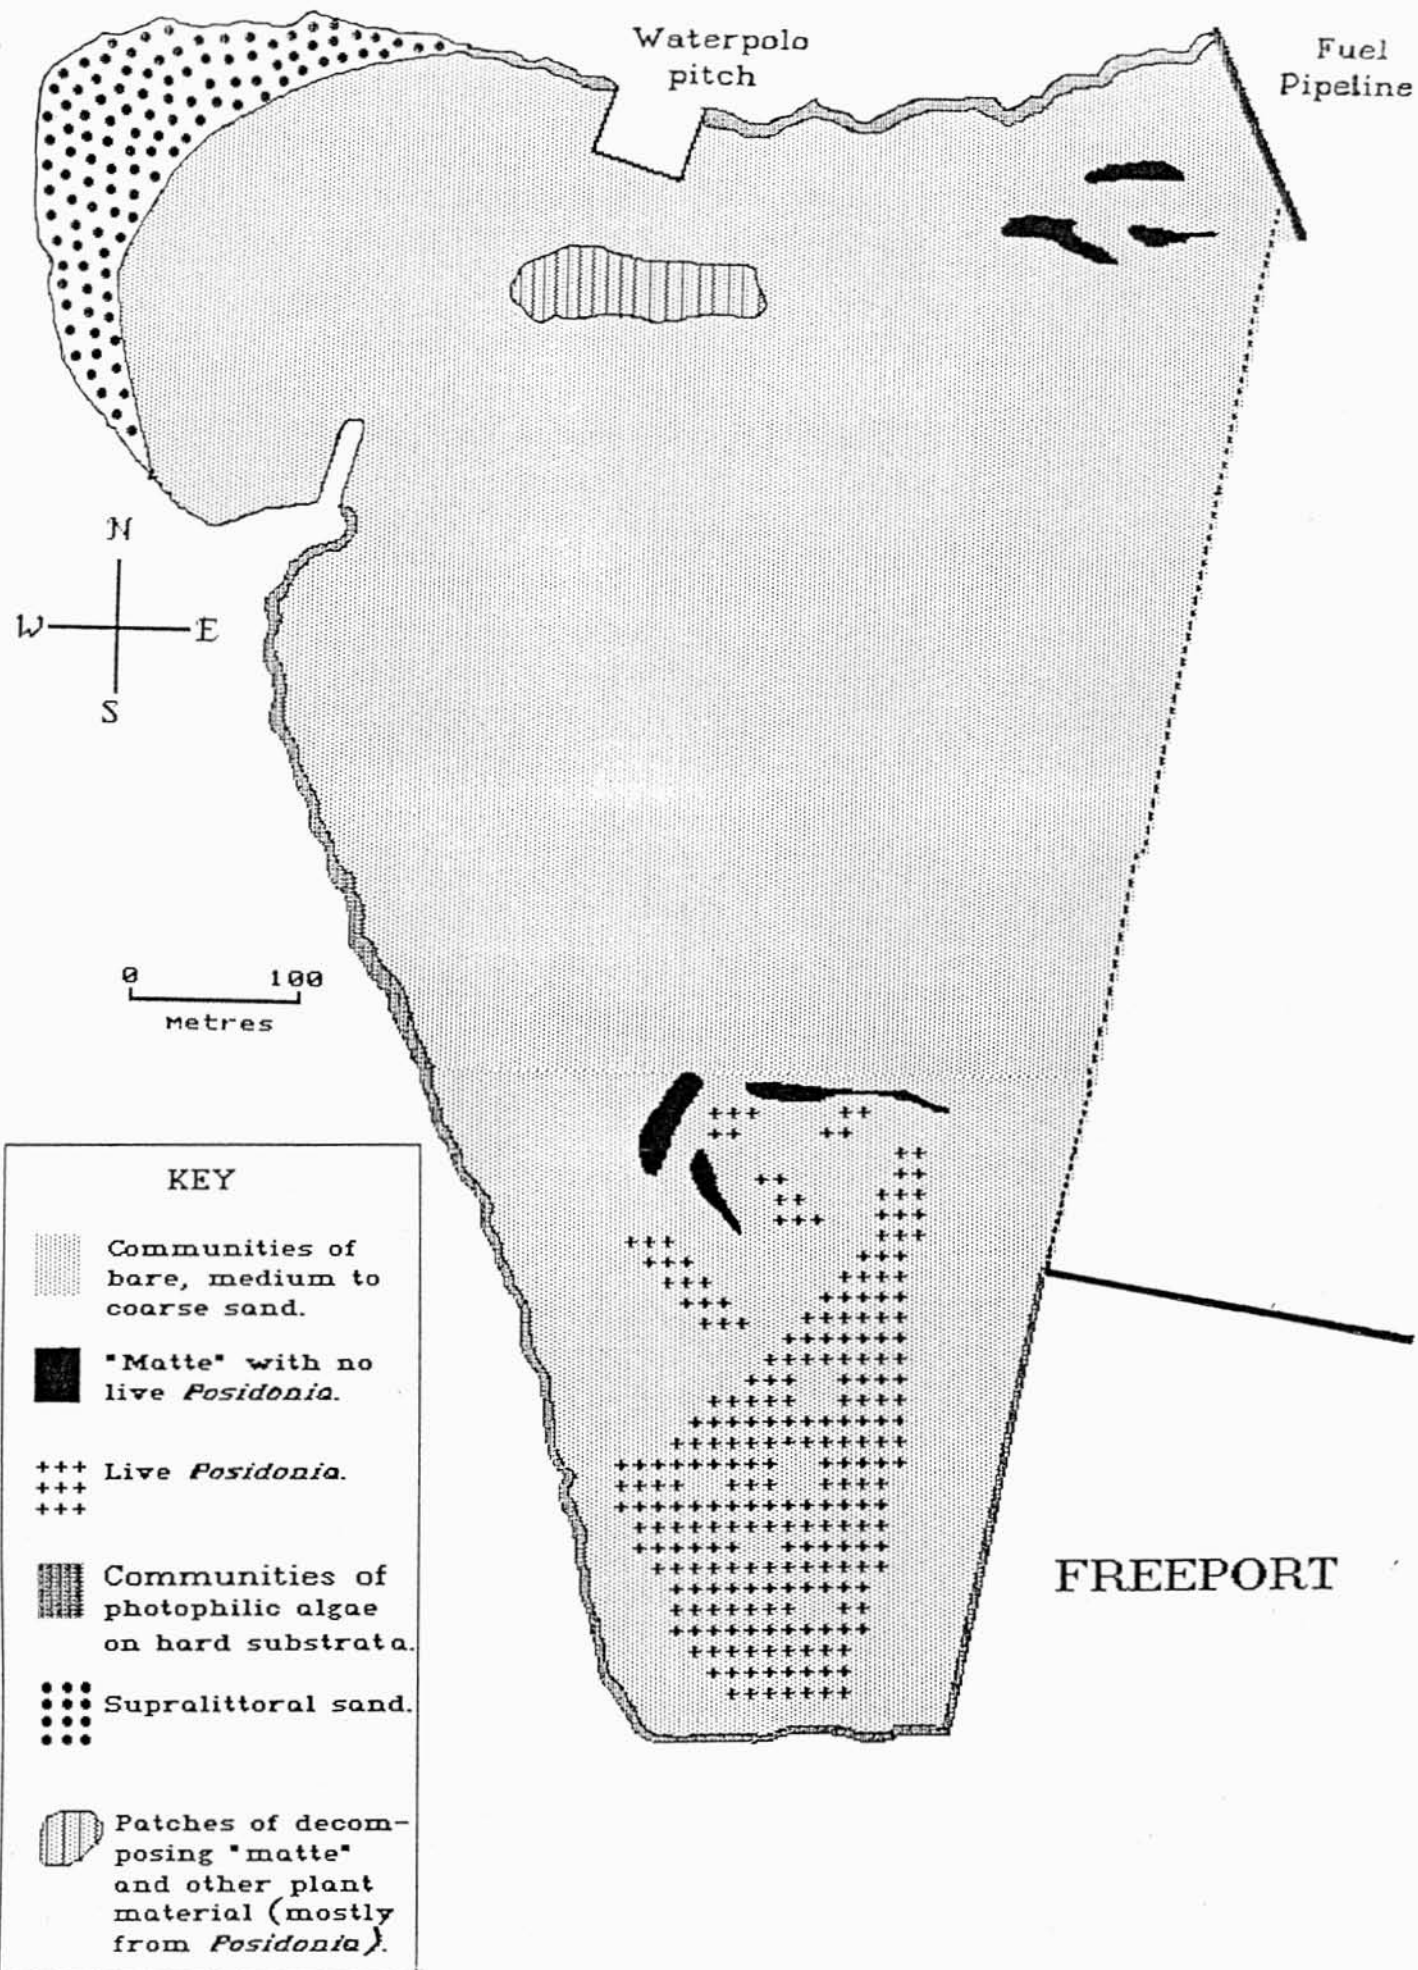 Waterpolo
pitch
Fuel
Pipeline
N
W E
S
0 100
Metres
KEY
Communities of
bare, medium to
coarse sand.
"Matte" with no
live Posidonia.
Live Posidonia.
Communities of
photophilic algae
on hard substrata.
Supralittoral sand.
Patches of decom-
posing "matte"
and other plant
material (mostly
from Posidonia).
FREEPORT